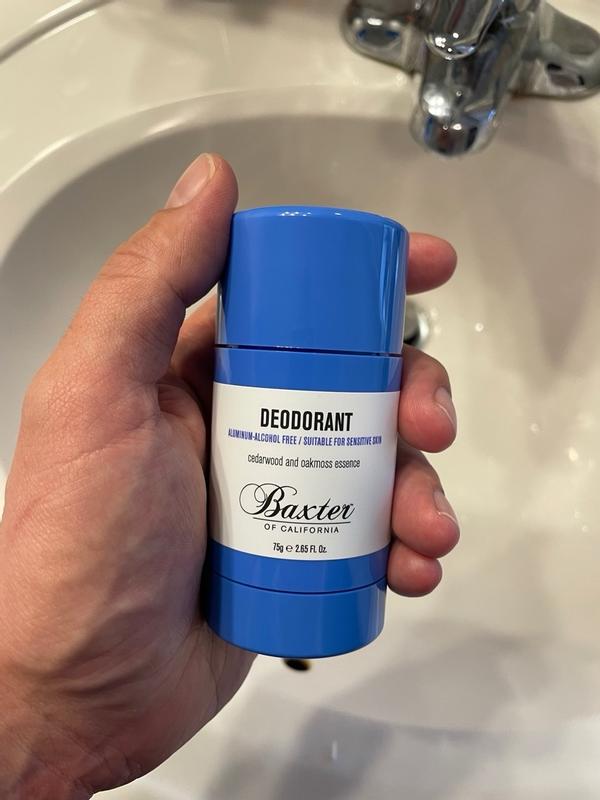 DEODORANT
ALUMINUM-ALCOHOL FREE / SUITABLE FOR SENSITIVE SKIN
cedarwood and oakmoss essence
Baxter
OF CALIFORNIA
75g e 2.65 Fl. Oz.